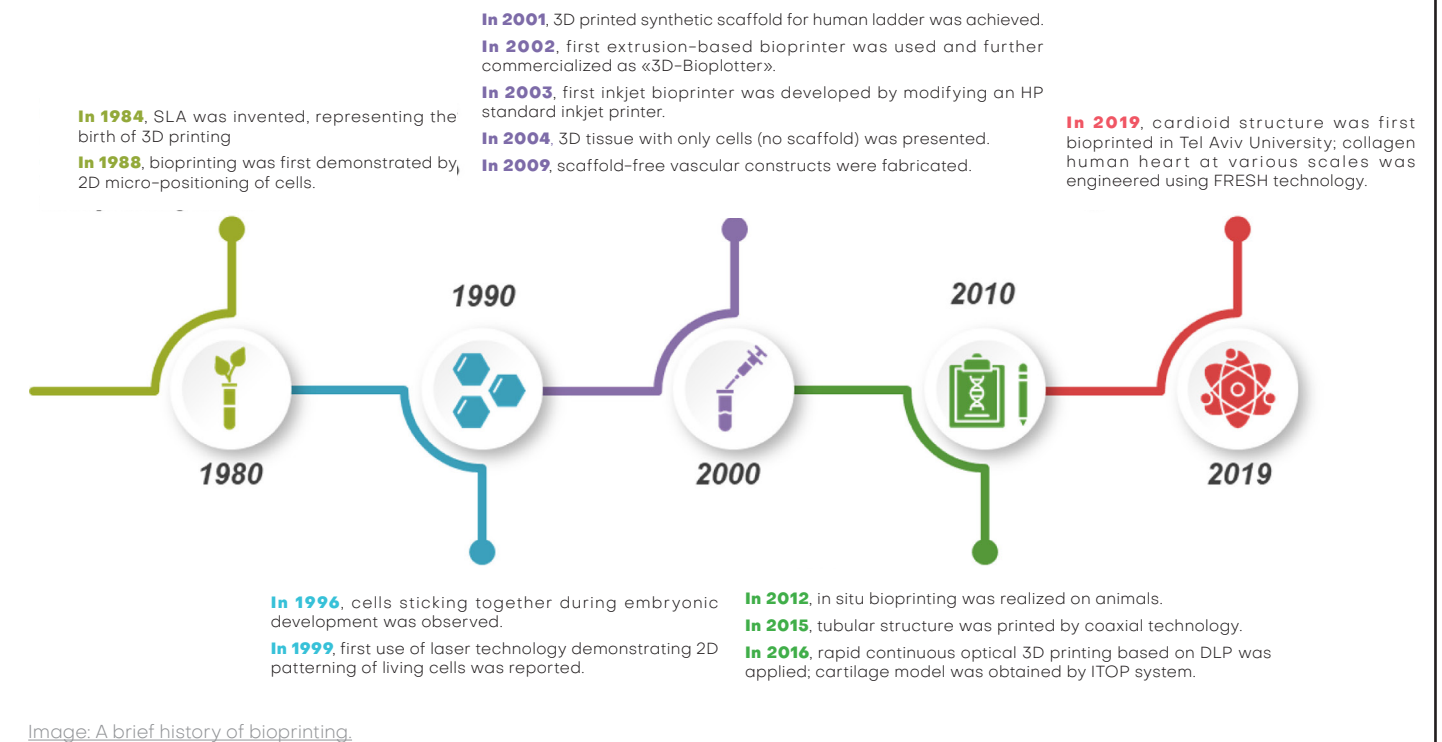 In 1984, SLA was invented, representing the
birth of 3D printing
In 1988, bioprinting was first demonstrated by
2D micro-positioning of cells.
In 2001, 3D printed synthetic scaffold for human ladder was achieved.
In 2002, first extrusion-based bioprinter was used and further
commercialized as «3D-Bioplotter».
In 2003, first inkjet bioprinter was developed by modifying an HP
standard inkjet printer.
In 2004, 3D tissue with only cells (no scaffold) was presented.
In 2009, scaffold-free vascular constructs were fabricated.
In 2019, cardioid structure was first
bioprinted in Tel Aviv University; collagen
human heart at various scales was
engineered using FRESH technology.
1980
1990
2000
2010
2019
In 1996, cells sticking together during embryonic
development was observed.
In 1999, first use of laser technology demonstrating 2D
patterning of living cells was reported.
In 2012, in situ bioprinting was realized on animals.
In 2015, tubular structure was printed by coaxial technology.
In 2016, rapid continuous optical 3D printing based on DLP was
applied; cartilage model was obtained by ITOP system.
Image: A brief history of bioprinting.